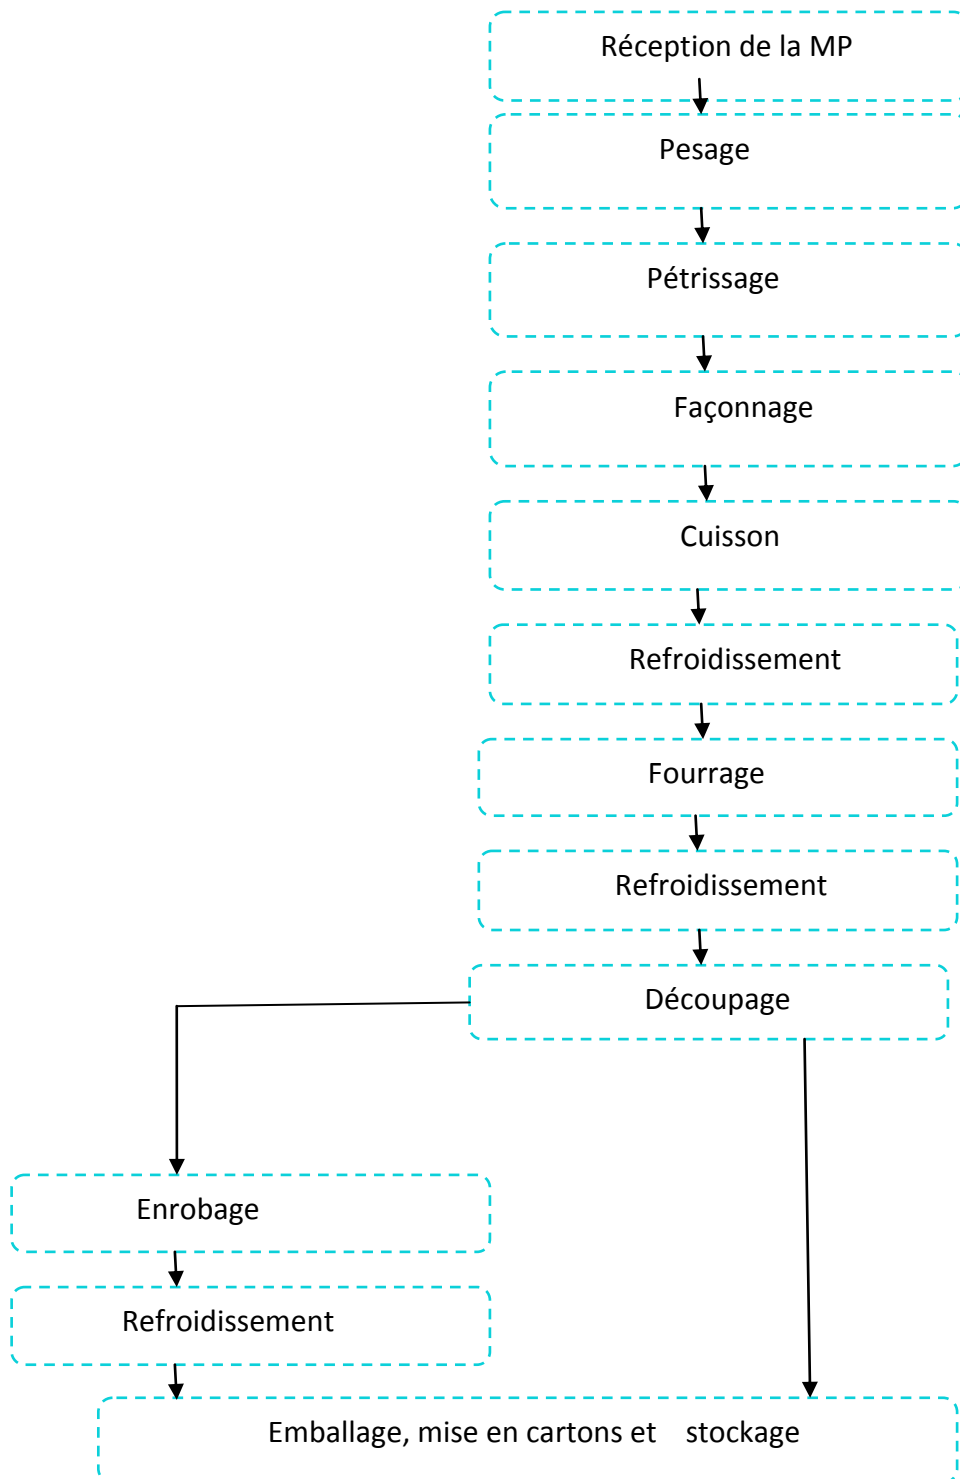 Réception de la MP
Pesage
Pétrissage
Façonnage
Cuisson
Refroidissement
Fourrage
Refroidissement
Découpage
Enrobage
Refroidissement
Emballage, mise en cartons et stockage